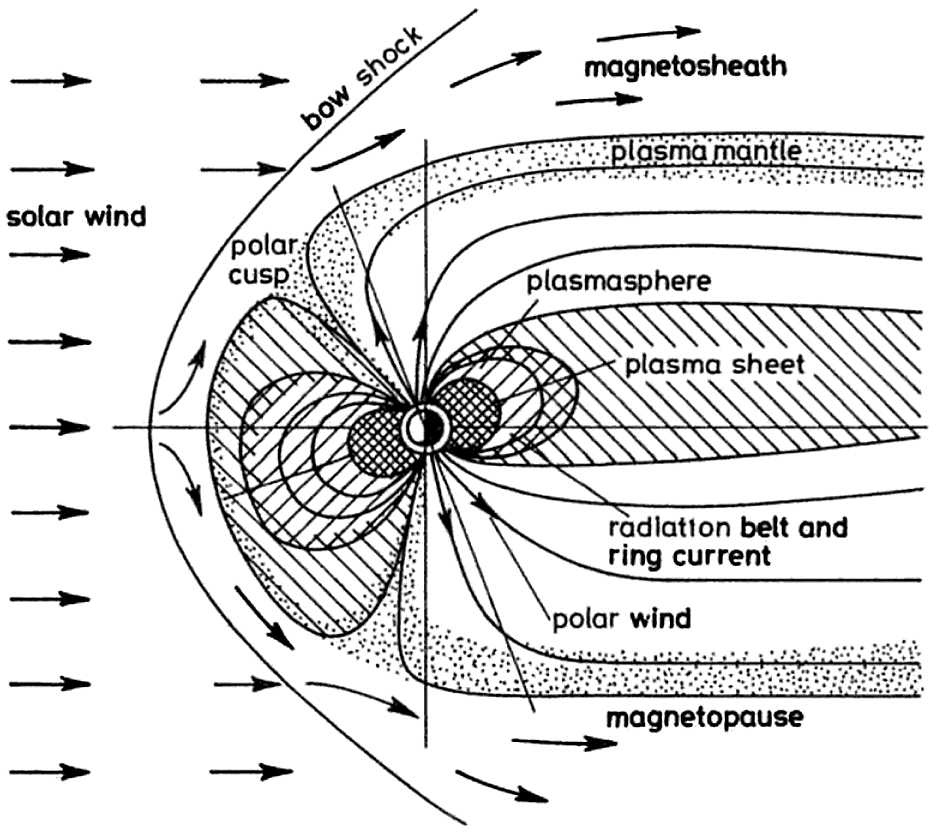 bow shock
magnetosheath
plasma mantle
solar wind
polar
cusp
plasmasphere
plasma sheet
radiation belt and
ring current
polar wind
magnetopause